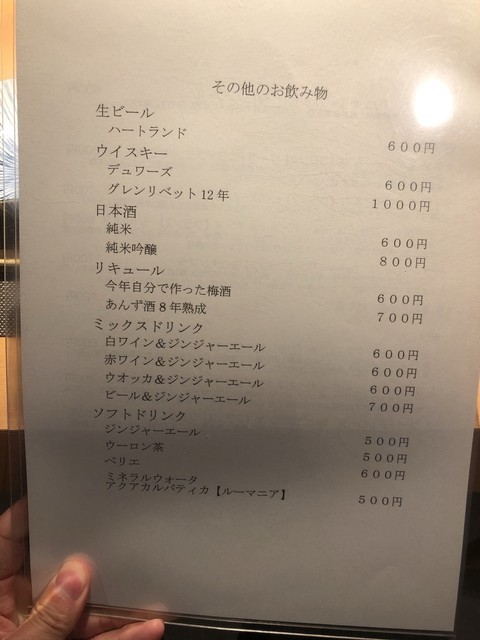 その他のお飲み物
生ビール
ハートランド 600円
ウイスキー
デュワーズ 600円
グレンリベット12年 1000円
日本酒
純米 600円
純米吟醸 800円
リキュール
今年自分で作った梅酒 600円
あんず酒8年熟成 700円
ミックスドリンク
白ワイン＆ジンジャーエール 600円
赤ワイン＆ジンジャーエール 600円
ウオッカ＆ジンジャーエール 600円
ビール＆ジンジャーエール 700円
ソフトドリンク
ジンジャーエール 500円
ウーロン茶 500円
ペリエ 600円
ミネラルウォータ
アクアカルパティカ【ルーマニア】 500円